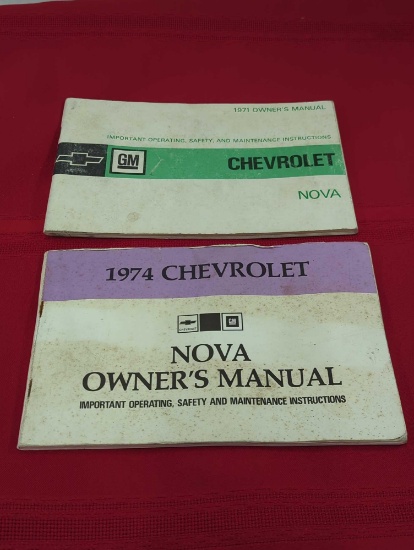 1971 OWNER'S MANUAL
IMPORTANT OPERATING, SAFETY, AND MAINTENANCE INSTRUCTIONS
GM
CHEVROLET
NOVA
1974 CHEVROLET
GM
NOVA
OWNER'S MANUAL
IMPORTANT OPERATING, SAFETY AND MAINTENANCE INSTRUCTIONS